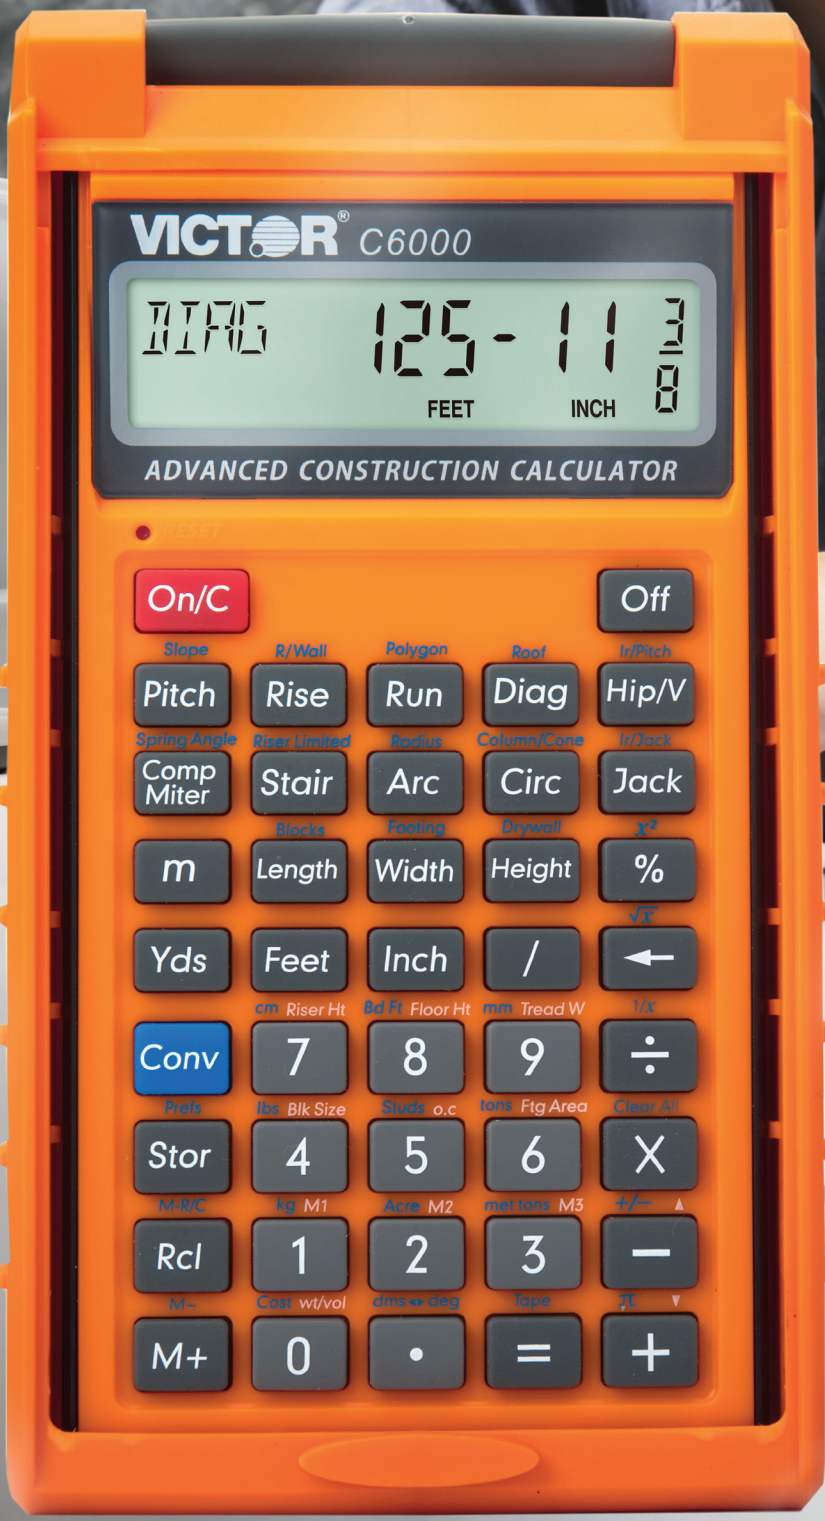 VICTOR® C6000
DIAG 125-11 3/8
FEET INCH
ADVANCED CONSTRUCTION CALCULATOR
RESET
On/C Off
Slope R/Wall Polygon Roof Ir/Pitch
Pitch Rise Run Diag Hip/V
Spring Angle Riser Limited Radius Column/Cone Ir/Jack
Comp Miter Stair Arc Circ Jack
Blocks Footing Drywall x²
m Length Width Height %
√x
Yds Feet Inch / ←
cm Riser Ht Bd Ft Floor Ht mm Tread W 1/x
Conv 7 8 9 ÷
Prefs lbs Blk Size Studs o.c tons Ftg Area Clear All
Stor 4 5 6 X
M-R/C kg M1 Acre M2 met tons M3 +/− ▲
Rcl 1 2 3 −
M− Cost wt/vol dms◂▸deg Tape π ▼
M+ 0 • = +